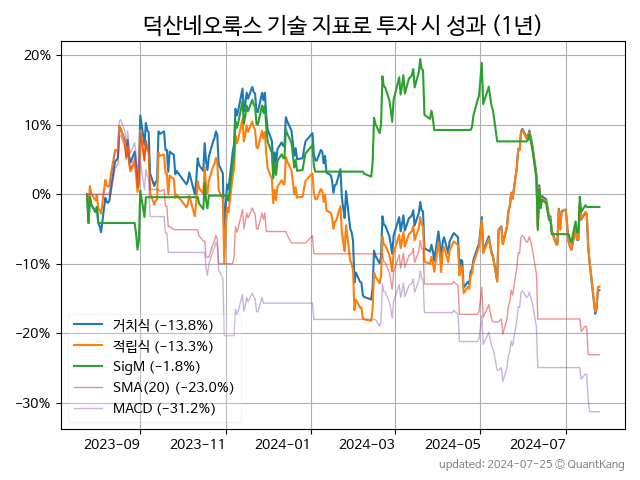 덕산네오룩스 기술 지표로 투자 시 성과 (1년)
20%
10%
0%
−10%
−20%
−30%
거치식 (−13.8%)
적립식 (−13.3%)
SigM (−1.8%)
SMA(20) (−23.0%)
MACD (−31.2%)
2023-09
2023-11
2024-01
2024-03
2024-05
2024-07
updated: 2024-07-25 © QuantKang